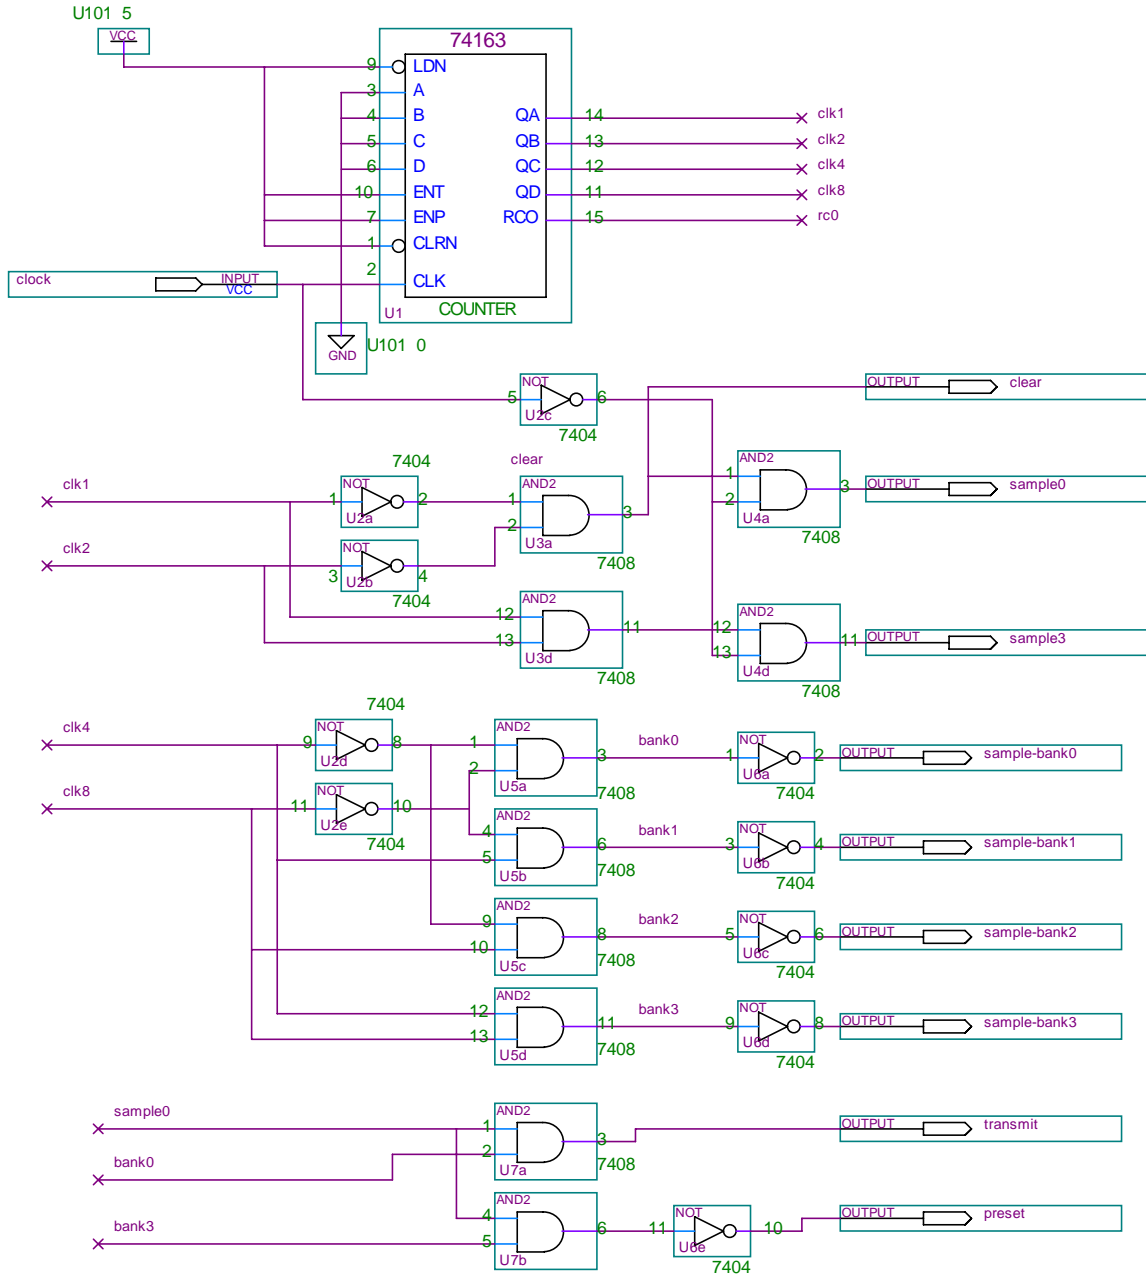 U101 5
VCC
74163
9 LDN
3 A
4 B QA 14 clk1
5 C QB 13 clk2
6 D QC 12 clk4
10 ENT QD 11 clk8
7 ENP RCO 15 rc0
1 CLRN
2 CLK
clock INPUT
VCC
U1 COUNTER
GND U101 0
NOT
5 6
U2c
7404
OUTPUT clear
clk1
7404
NOT
1 2
U2a
clear
AND2
1
2 3
U3a
7408
AND2
1
2 3
U4a
7408
OUTPUT sample0
clk2
NOT
3 4
U2b
7404
AND2
12
13 11
U3d
7408
AND2
12
13 11
U4d
7408
OUTPUT sample3
clk4
7404
NOT
9 8
U2d
AND2
1
2 3
U5a
7408
bank0
NOT
1 2
U6a
7404
OUTPUT sample-bank0
clk8
NOT
11 10
U2e
7404
AND2
4
5 6
U5b
7408
bank1
NOT
3 4
U6b
7404
OUTPUT sample-bank1
AND2
9
10 8
U5c
7408
bank2
NOT
5 6
U6c
7404
OUTPUT sample-bank2
AND2
12
13 11
U5d
7408
bank3
NOT
9 8
U6d
7404
OUTPUT sample-bank3
sample0
bank0
AND2
1
2 3
U7a
7408
OUTPUT transmit
bank3
AND2
4
5 6
U7b
NOT
11 10
U6e
7404
OUTPUT preset